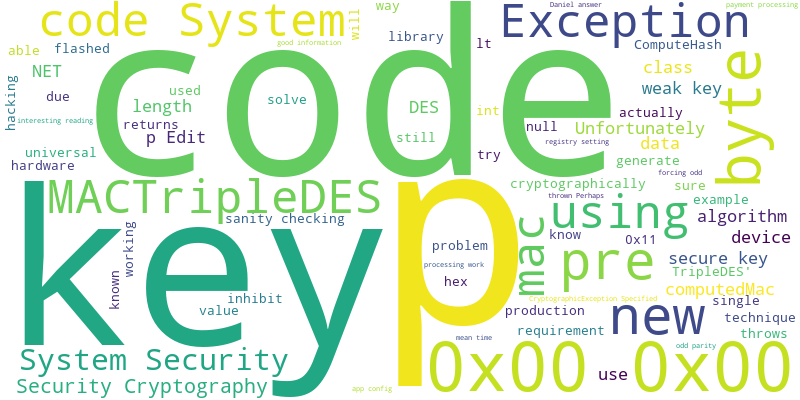 code System
way
Exception
Daniel answer
payment processing
will
good information
library
lt
ComputeHash
able
flashed
code
NET
class
weak key
byte
hacking
due
used
solve
DES
int
length
actually
interesting reading
returns
null
Unfortunately
p Edit
still
registry setting
data
universal
try
generate
forcing odd
hardware
cryptographically
sure
MACTripleDES
thrown Perhaps
example
key
p
mac
using
algorithm
sanity checking
know
0x11
device
known
working
problem
pre
secure key
processing work
TripleDES'
hex
computedMac
inhibit
CryptographicException Specified
value
production
new
single
requirement
technique
mean time
throws
System Security
0x00 0x00
odd parity
Security Cryptography
app config
use